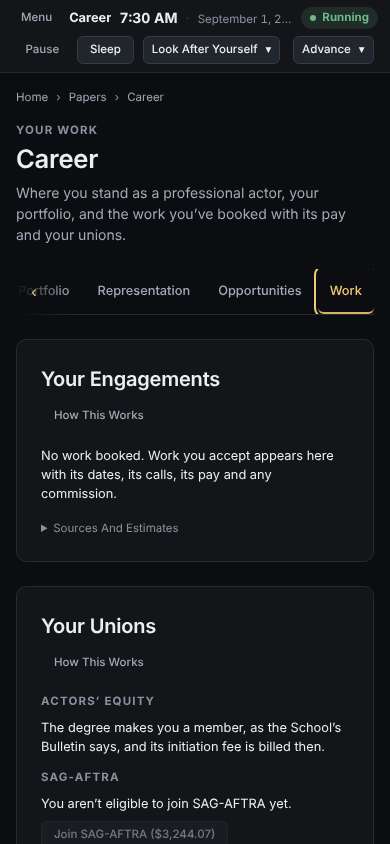 Menu Career 7:30 AM · September 1, 2... Running
Pause Sleep Look After Yourself ▾ Advance ▾
Home › Papers › Career
YOUR WORK
Career
Where you stand as a professional actor, your
portfolio, and the work you’ve booked with its pay
and your unions.
Portfolio Representation Opportunities Work
Your Engagements
How This Works
No work booked. Work you accept appears here
with its dates, its calls, its pay and any
commission.
▶ Sources And Estimates
Your Unions
How This Works
ACTORS’ EQUITY
The degree makes you a member, as the School’s
Bulletin says, and its initiation fee is billed then.
SAG-AFTRA
You aren’t eligible to join SAG-AFTRA yet.
Join SAG-AFTRA ($3,244.07)